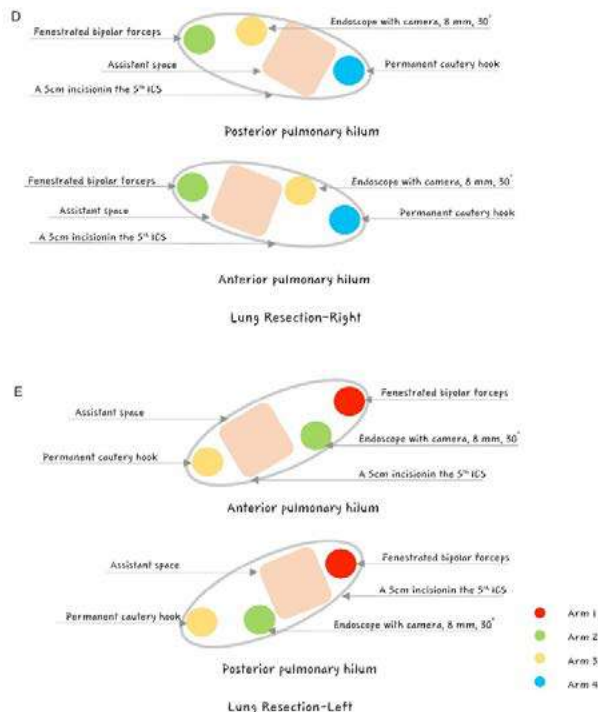 D
Fenestrated bipolar forceps
Endoscope with camera, 8 mm, 30°
Assistant space
Permanent cautery hook
A 5cm incisionin the 5th ICS
Posterior pulmonary hilum
Fenestrated bipolar forceps
Endoscope with camera, 8 mm, 30°
Assistant space
Permanent cautery hook
A 5cm incisionin the 5th ICS
Anterior pulmonary hilum
Lung Resection-Right
E
Fenestrated bipolar forceps
Assistant space
Endoscope with camera, 8 mm, 30°
Permanent cautery hook
A 5cm incisionin the 5th ICS
Anterior pulmonary hilum
Fenestrated bipolar forceps
Assistant space
A 5cm incisionin the 5th ICS
Permanent cautery hook
Endoscope with camera, 8 mm, 30°
Posterior pulmonary hilum
Lung Resection-Left
Arm 1
Arm 2
Arm 3
Arm 4